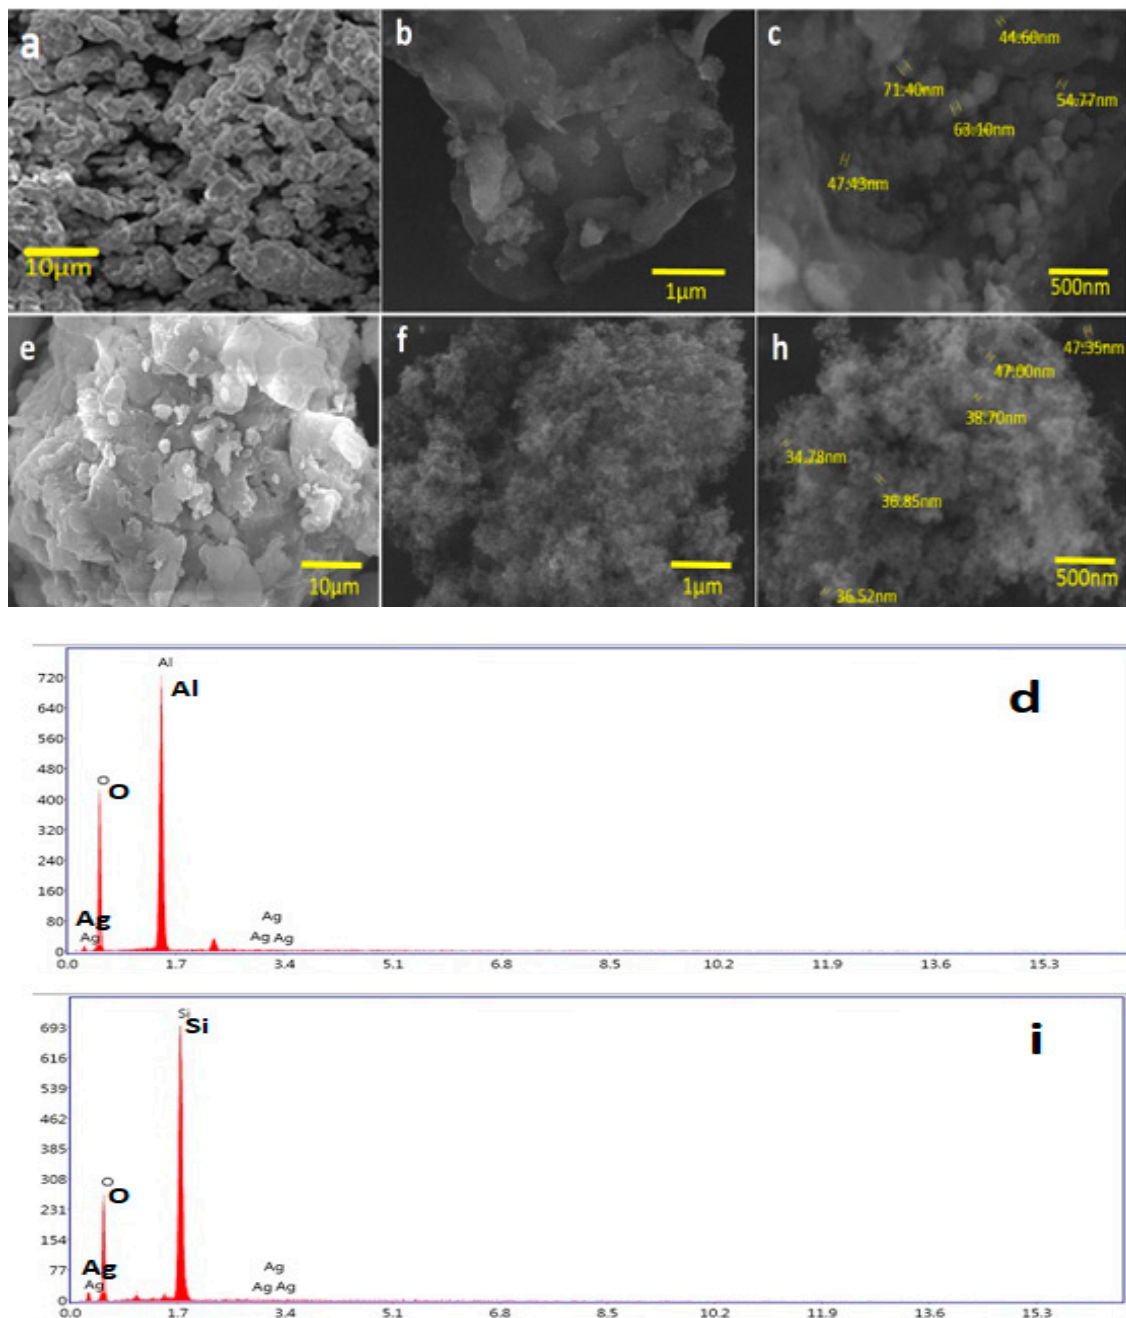 a
10µm
b
1µm
c
44.60nm
71.40nm
54.77nm
63.10nm
47.43nm
500nm
e
10µm
f
1µm
h
47.35nm
47.00nm
38.70nm
34.78nm
36.85nm
500nm
36.52nm
d
Al
Al
O
O
Ag
Ag
Ag
Ag Ag
720
640
560
480
400
320
240
160
80
0
0.0 1.7 3.4 5.1 6.8 8.5 10.2 11.9 13.6 15.3
i
Si
Si
O
O
Ag
Ag
Ag
Ag Ag
693
616
539
462
385
308
231
154
77
0
0.0 1.7 3.4 5.1 6.8 8.5 10.2 11.9 13.6 15.3